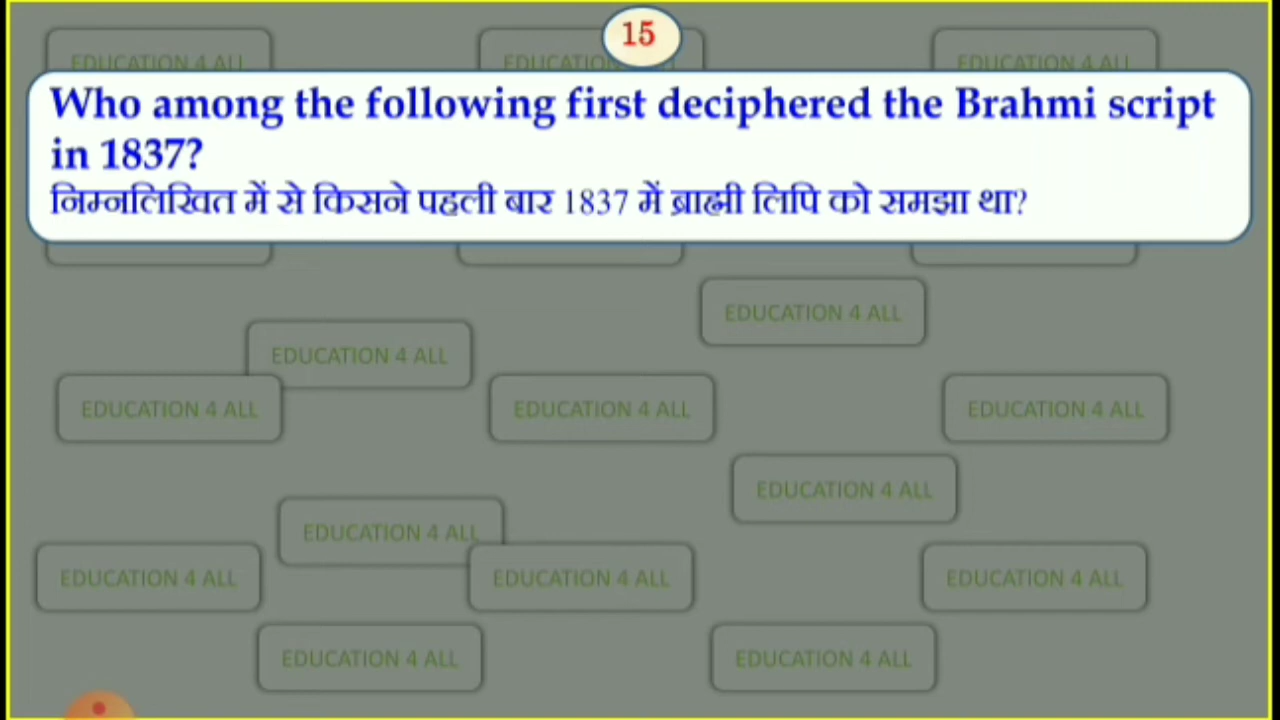 15
EDUCATION 4 ALL EDUCATION 4 ALL EDUCATION 4 ALL
Who among the following first deciphered the Brahmi script
in 1837?
निम्नलिखित में से किसने पहली बार 1837 में ब्राह्मी लिपि को समझा था?
EDUCATION 4 ALL
EDUCATION 4 ALL
EDUCATION 4 ALL EDUCATION 4 ALL EDUCATION 4 ALL
EDUCATION 4 ALL
EDUCATION 4 ALL
EDUCATION 4 ALL EDUCATION 4 ALL EDUCATION 4 ALL
EDUCATION 4 ALL EDUCATION 4 ALL